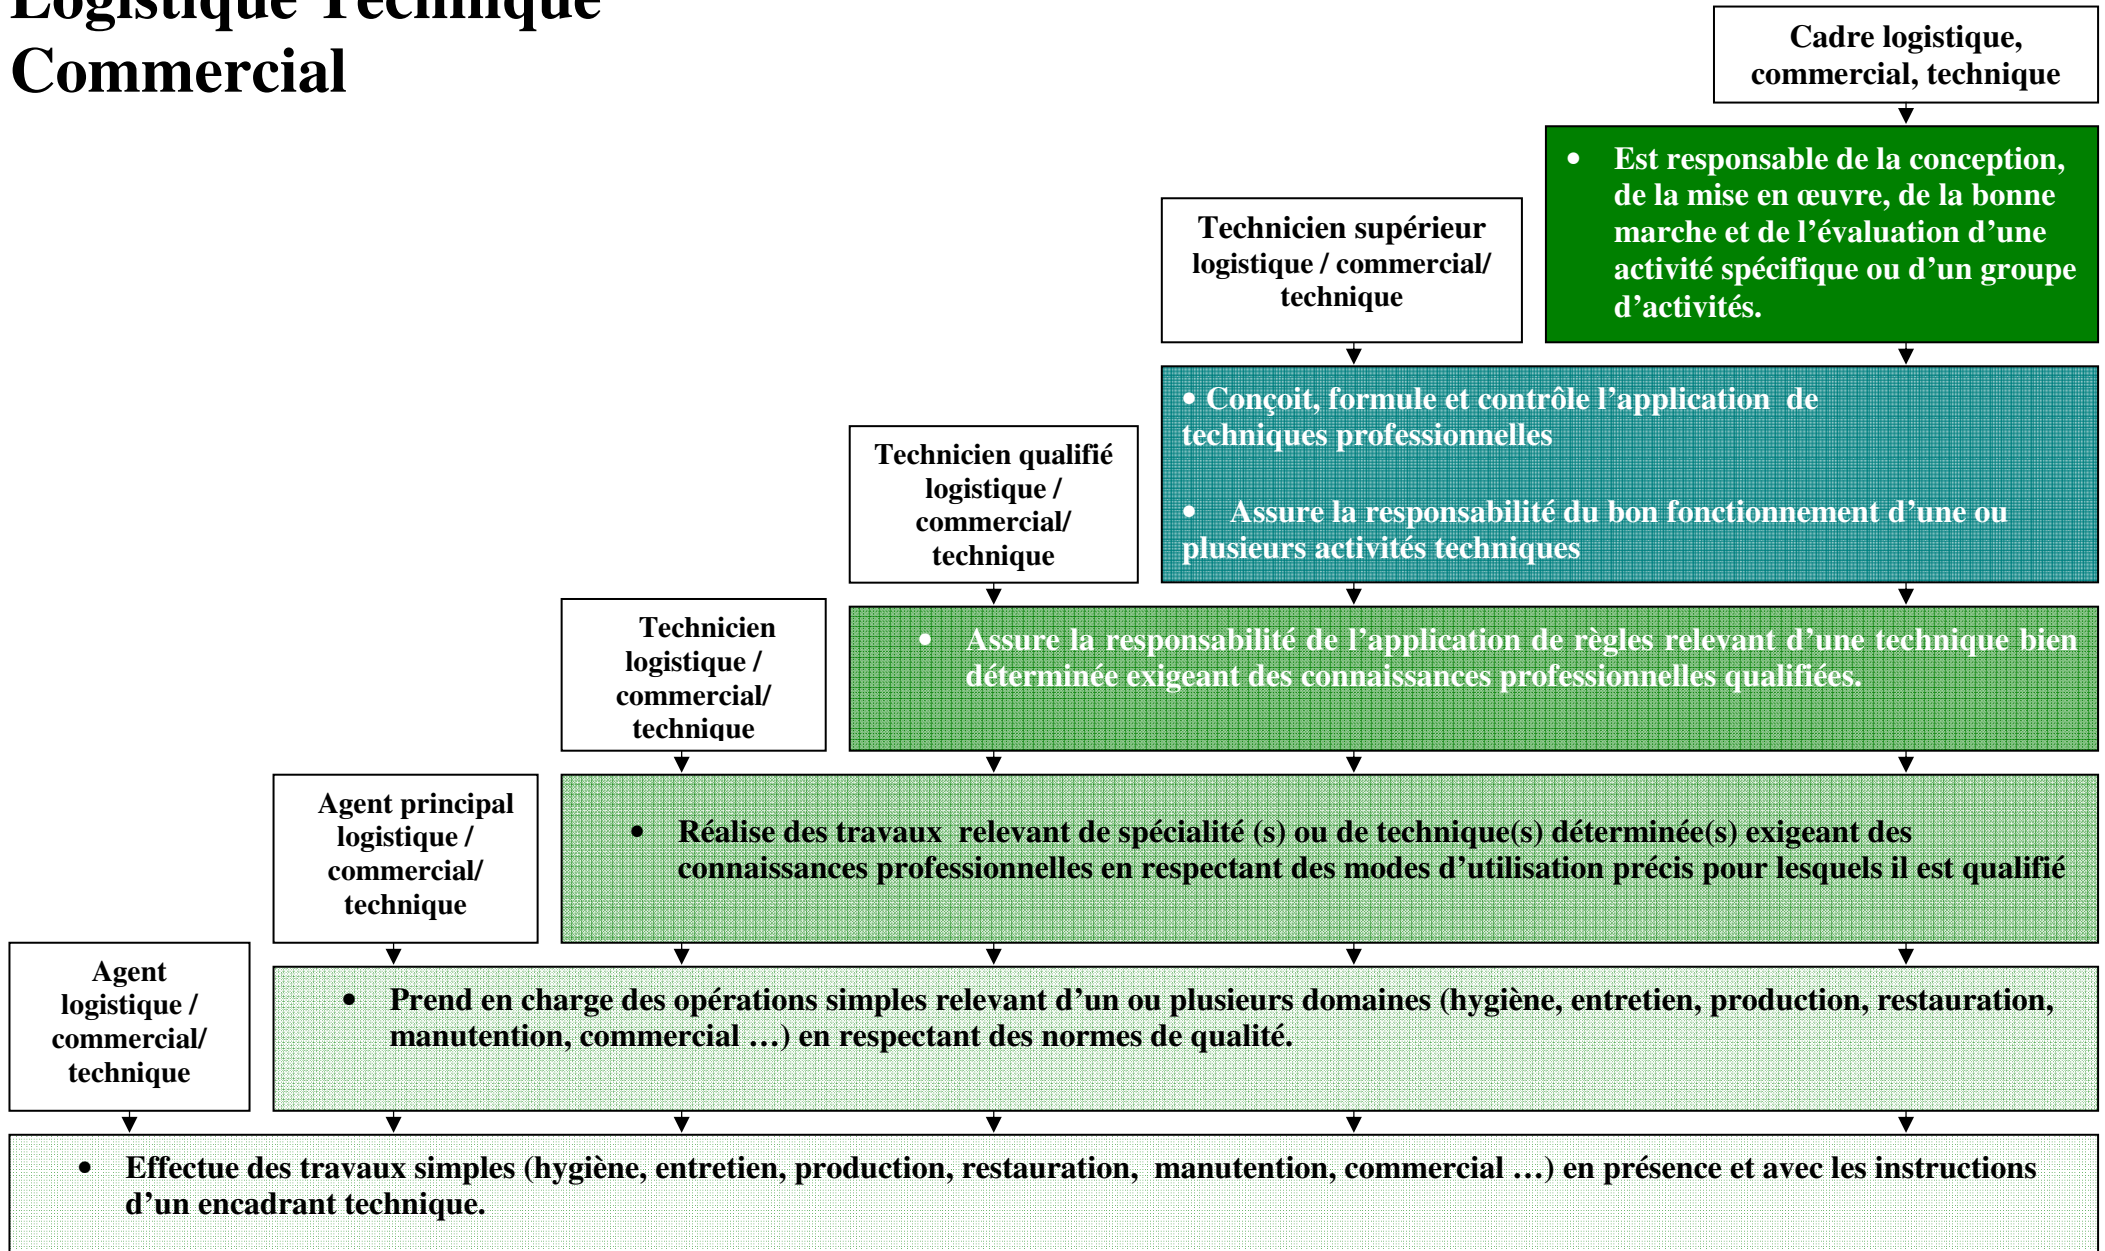 Logistique Technique
Commercial
Cadre logistique,
commercial, technique
• Est responsable de la conception,
de la mise en œuvre, de la bonne
marche et de l’évaluation d’une
activité spécifique ou d’un groupe
d’activités.
Technicien supérieur
logistique / commercial/
technique
• Conçoit, formule et contrôle l’application de
techniques professionnelles
• Assure la responsabilité du bon fonctionnement d’une ou
plusieurs activités techniques
Technicien qualifié
logistique /
commercial/
technique
• Assure la responsabilité de l’application de règles relevant d’une technique bien
déterminée exigeant des connaissances professionnelles qualifiées.
Technicien
logistique /
commercial/
technique
• Réalise des travaux relevant de spécialité (s) ou de technique(s) déterminée(s) exigeant des
connaissances professionnelles en respectant des modes d’utilisation précis pour lesquels il est qualifié
Agent principal
logistique /
commercial/
technique
• Prend en charge des opérations simples relevant d’un ou plusieurs domaines (hygiène, entretien, production, restauration,
manutention, commercial …) en respectant des normes de qualité.
Agent
logistique /
commercial/
technique
• Effectue des travaux simples (hygiène, entretien, production, restauration, manutention, commercial …) en présence et avec les instructions
d’un encadrant technique.